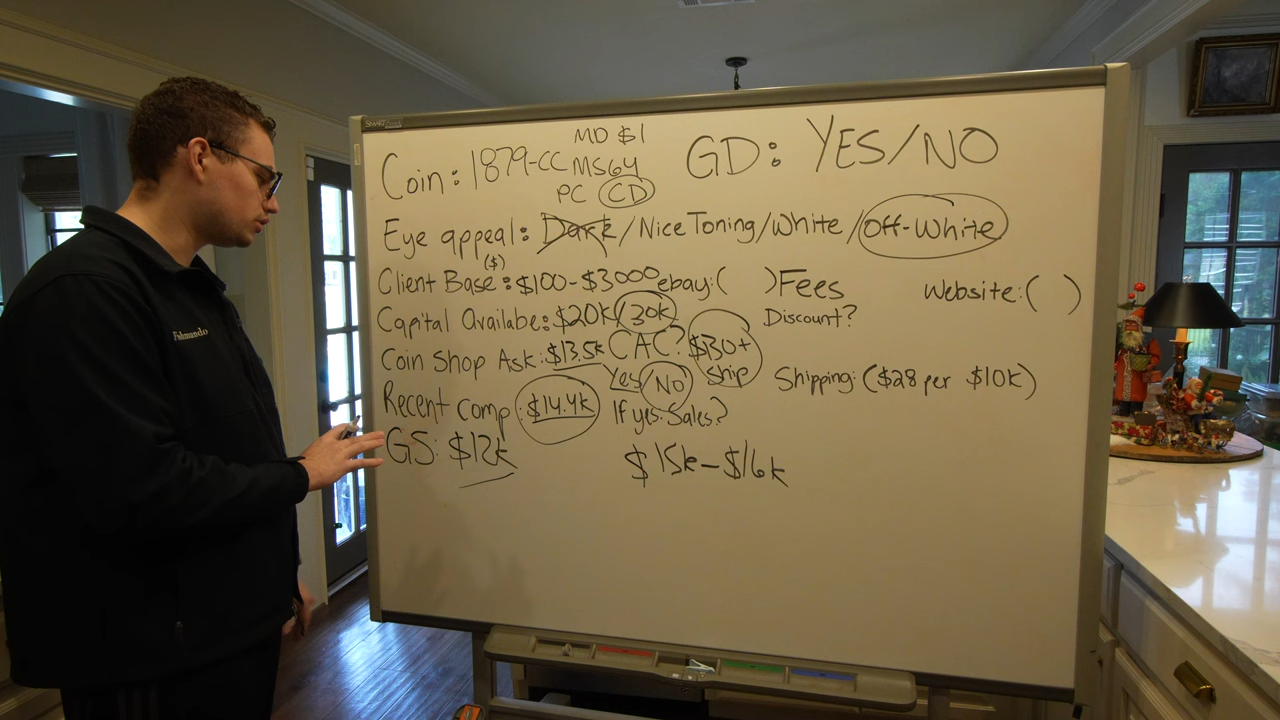 MD $1
Coin: 1879-CC MS64
PC CD
GD: YES/NO
Eye appeal: Dark/Nice Toning/White/Off-White
($)
Client Base: $100-$3000 ebay:( )Fees Website:( )
Capital Availabe: $20k/30k Discount?
Coin Shop Ask: $13.5k CAC? $30+ ship
Yes/No
Shipping: ($28 per $10k)
Recent Comp: $14.4k If yes: Sales?
GS: $12k $15k-$16k